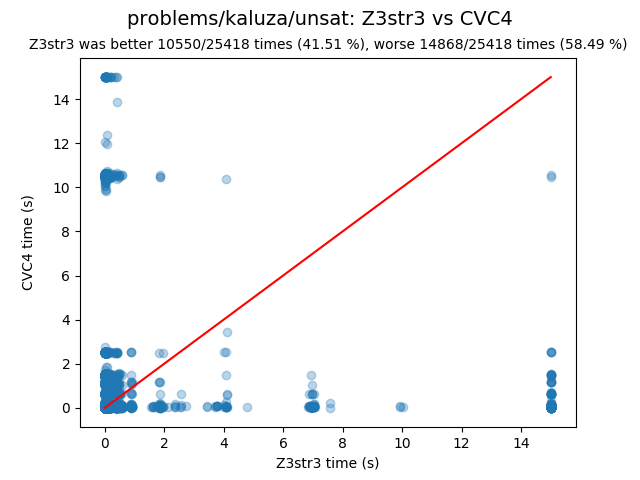 problems/kaluza/unsat: Z3str3 vs CVC4
Z3str3 was better 10550/25418 times (41.51 %), worse 14868/25418 times (58.49 %)
14
12
10
8
6
4
2
0
CVC4 time (s)
0 2 4 6 8 10 12 14
Z3str3 time (s)